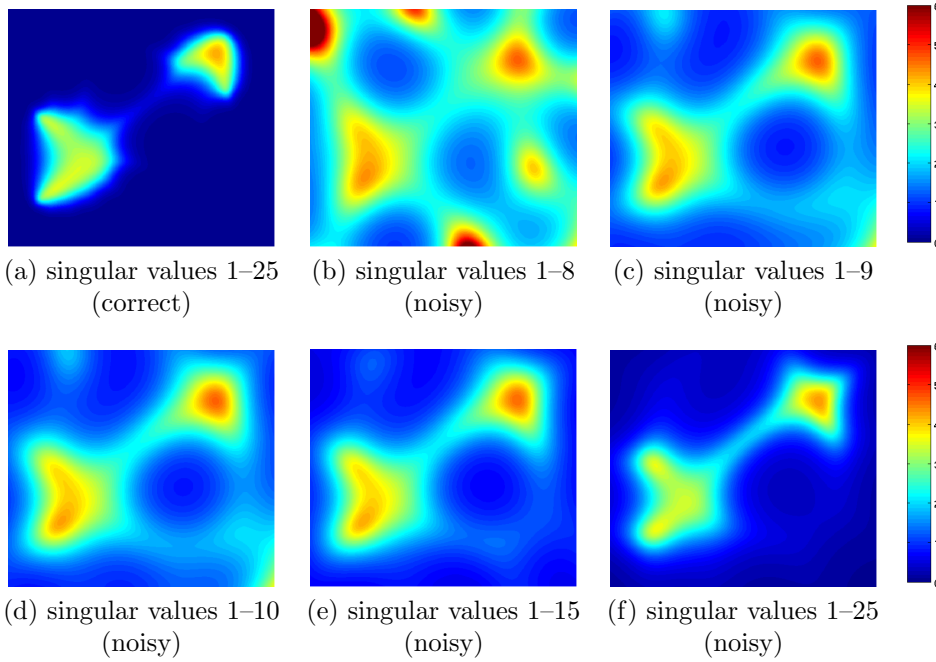 (a) singular values 1–25
(correct)
(b) singular values 1–8
(noisy)
(c) singular values 1–9
(noisy)
(d) singular values 1–10
(noisy)
(e) singular values 1–15
(noisy)
(f) singular values 1–25
(noisy)